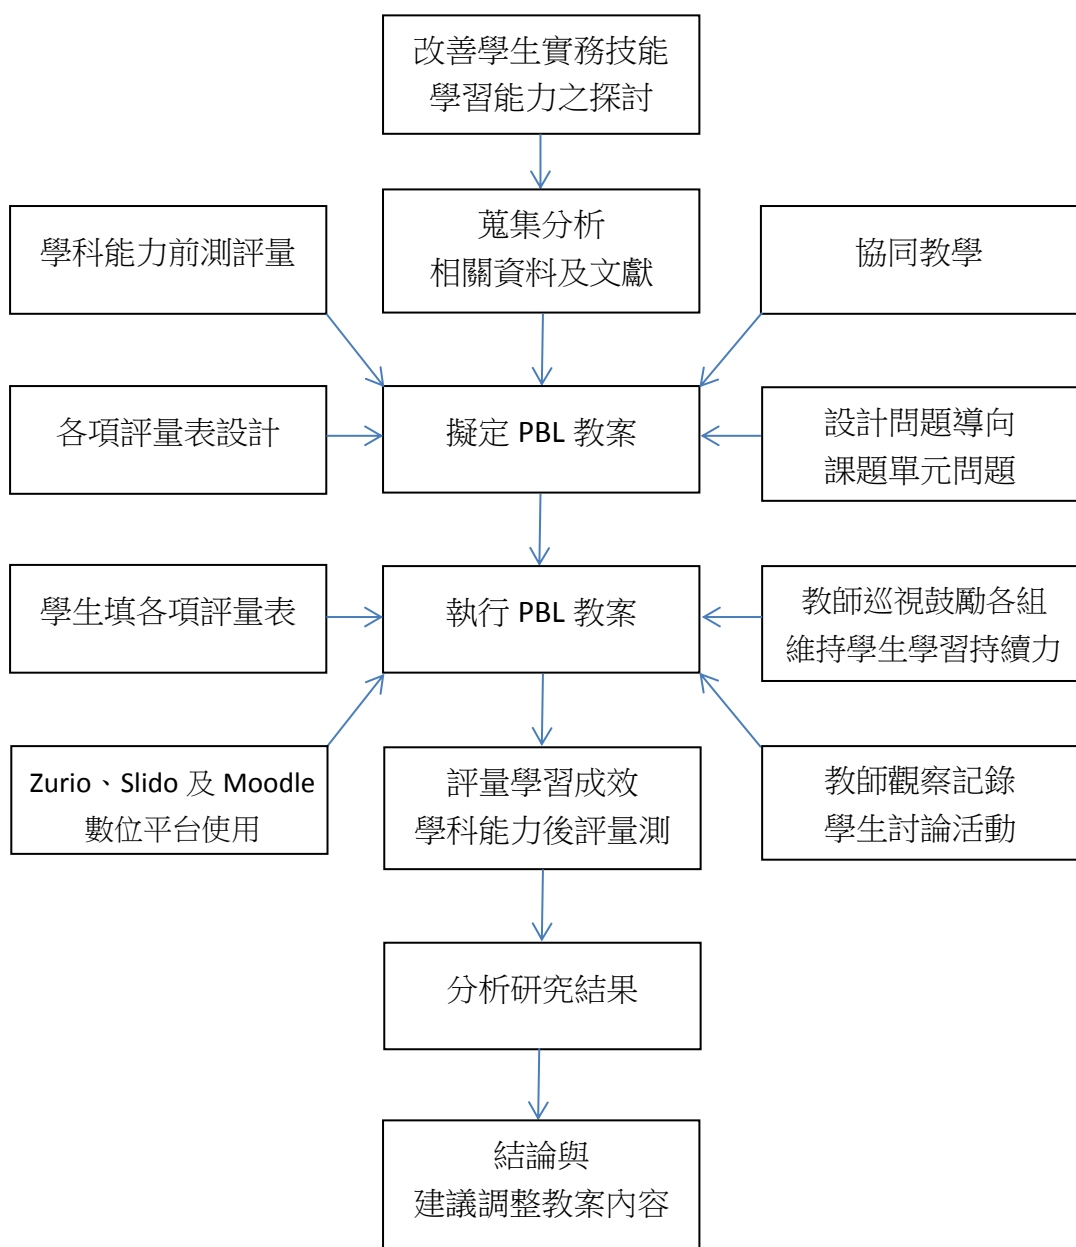 改善學生實務技能
學習能力之探討
蒐集分析
相關資料及文獻
學科能力前測評量
協同教學
各項評量表設計
擬定 PBL 教案
設計問題導向
課題單元問題
學生填各項評量表
執行 PBL 教案
教師巡視鼓勵各組
維持學生學習持續力
Zurio、Slido 及 Moodle
數位平台使用
評量學習成效
學科能力後評量測
教師觀察記錄
學生討論活動
分析研究結果
結論與
建議調整教案內容